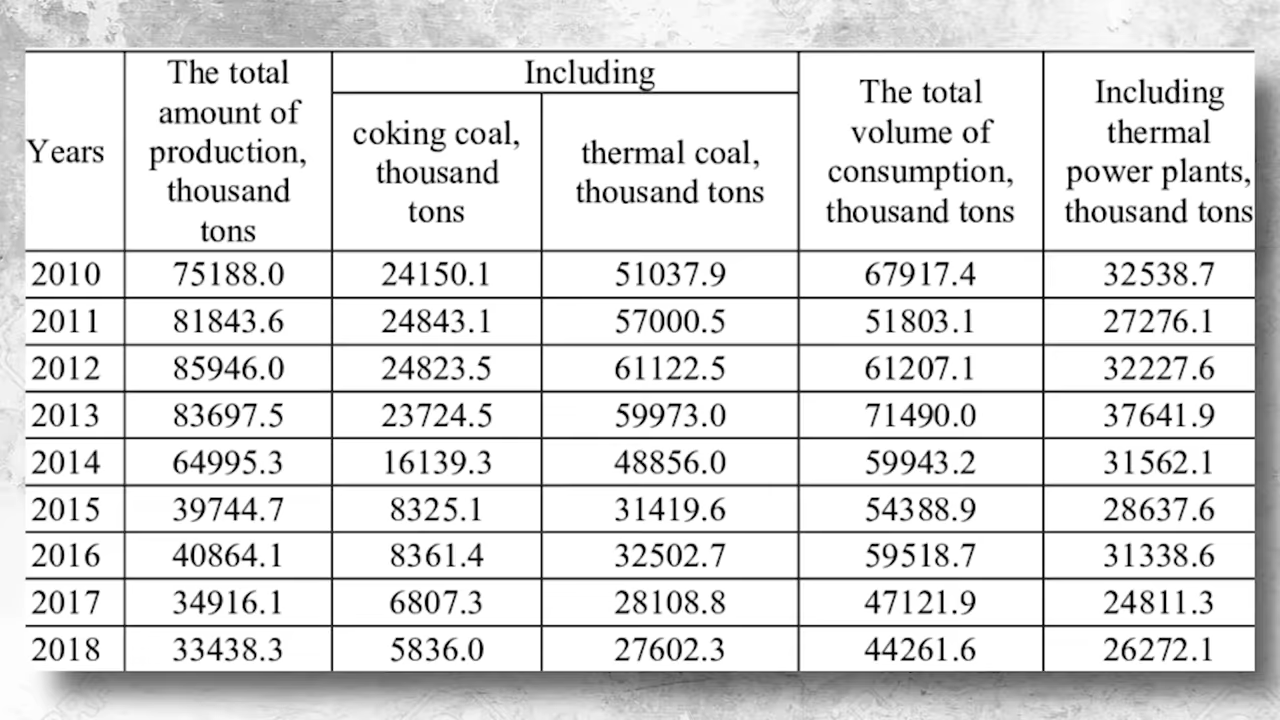 Years
The total
amount of
production,
thousand
tons
Including
coking coal,
thousand
tons
thermal coal,
thousand tons
The total
volume of
consumption,
thousand tons
Including
thermal
power plants,
thousand tons
2010 75188.0 24150.1 51037.9 67917.4 32538.7
2011 81843.6 24843.1 57000.5 51803.1 27276.1
2012 85946.0 24823.5 61122.5 61207.1 32227.6
2013 83697.5 23724.5 59973.0 71490.0 37641.9
2014 64995.3 16139.3 48856.0 59943.2 31562.1
2015 39744.7 8325.1 31419.6 54388.9 28637.6
2016 40864.1 8361.4 32502.7 59518.7 31338.6
2017 34916.1 6807.3 28108.8 47121.9 24811.3
2018 33438.3 5836.0 27602.3 44261.6 26272.1